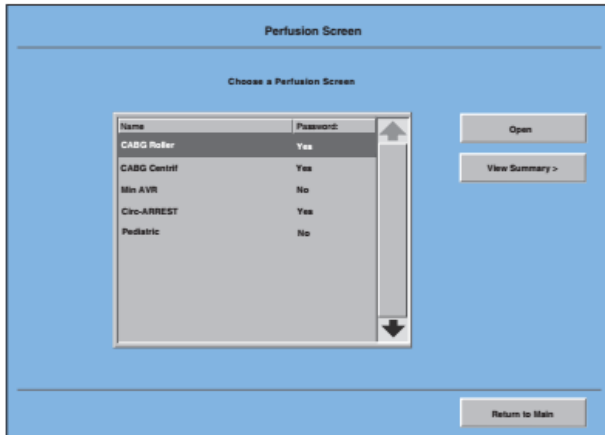 Perfusion Screen
Choose a Perfusion Screen
Name Password:
CABG Roller Yes
CABG Centrif Yes
Min AVR No
Circ-ARREST Yes
Pediatric No
Open
View Summary >
Return to Main